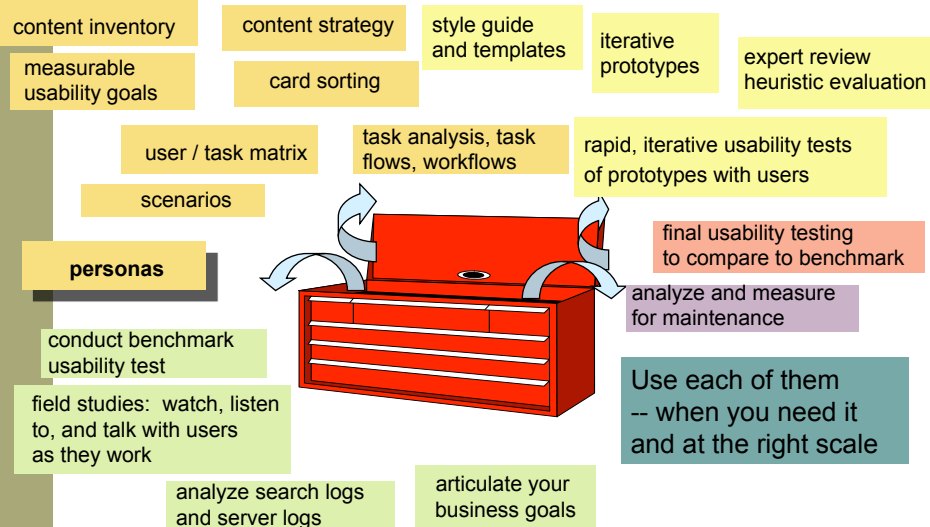 content inventory
content strategy
style guide
and templates
iterative
prototypes
expert review
heuristic evaluation
measurable
usability goals
card sorting
user / task matrix
task analysis, task
flows, workflows
rapid, iterative usability tests
of prototypes with users
scenarios
final usability testing
to compare to benchmark
personas
analyze and measure
for maintenance
conduct benchmark
usability test
Use each of them
-- when you need it
and at the right scale
field studies:  watch, listen
to, and talk with users
as they work
analyze search logs
and server logs
articulate your
business goals